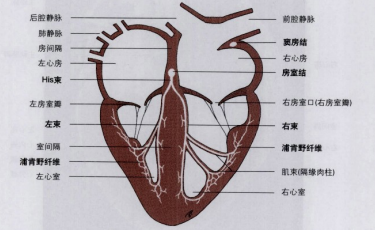 后腔静脉
肺静脉
房间隔
左心房
His束
左房室瓣
左束
室间隔
浦肯野纤维
左心室
前腔静脉
窦房结
右心房
房室结
右房室口(右房室瓣)
右束
浦肯野纤维
肌束(隔缘肉柱)
右心室